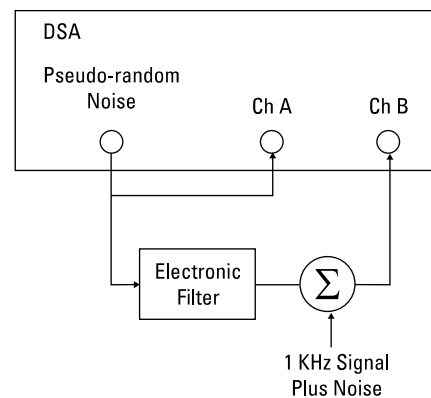 DSA
Pseudo-random
Noise
Ch A
Ch B
Electronic
Filter
Σ
1 KHz Signal
Plus Noise